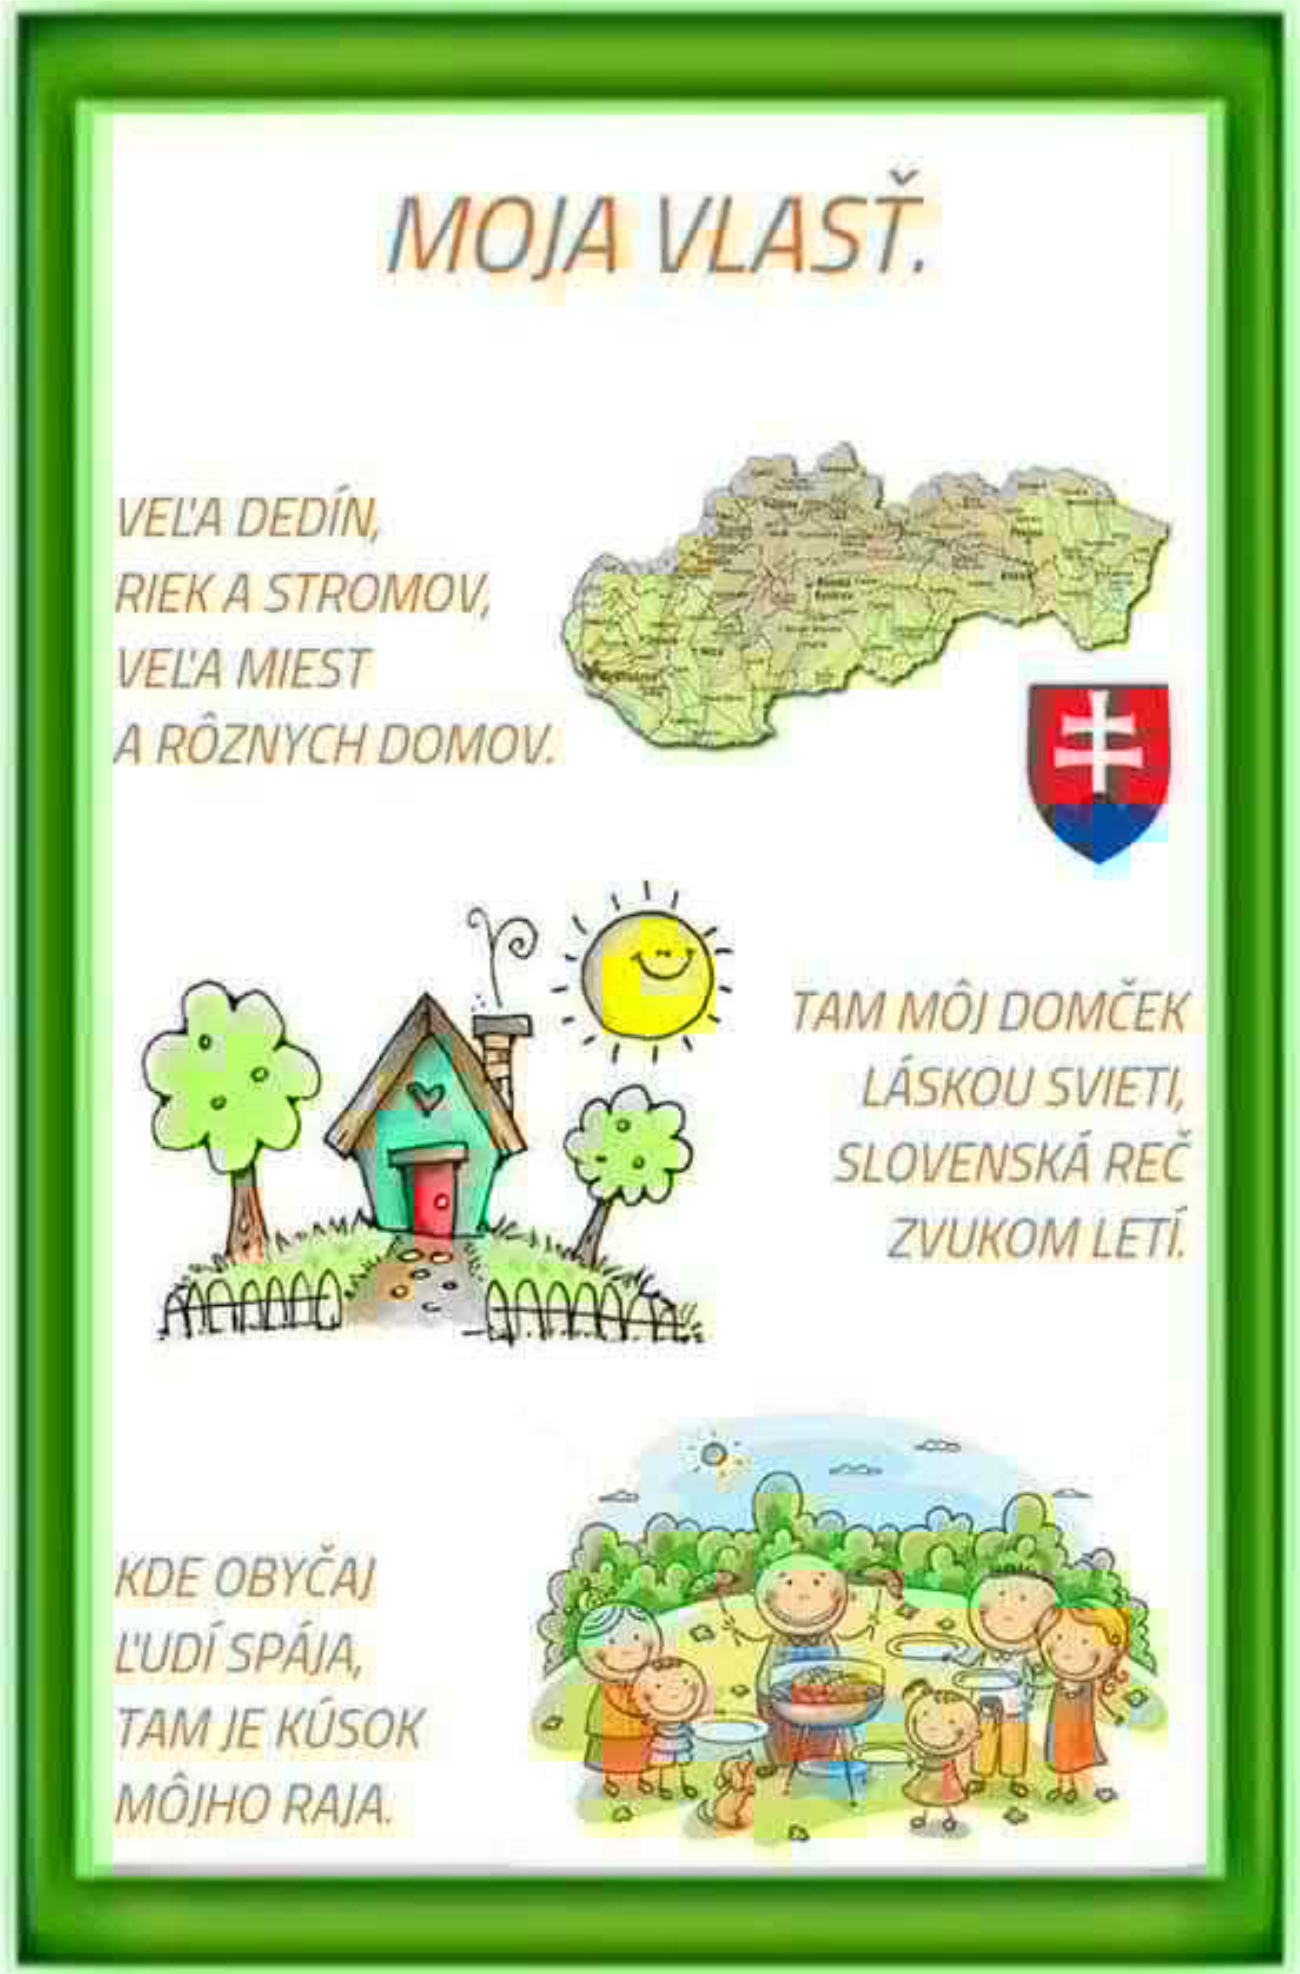 MOJA VLASŤ.
VEĽA DEDÍN,
RIEK A STROMOV,
VEĽA MIEST
A RÔZNYCH DOMOV.
TAM MÔJ DOMČEK
LÁSKOU SVIETI,
SLOVENSKÁ REČ
ZVUKOM LETÍ.
KDE OBYČAJ
ĽUDÍ SPÁJA,
TAM JE KÚSOK
MÔJHO RAJA.